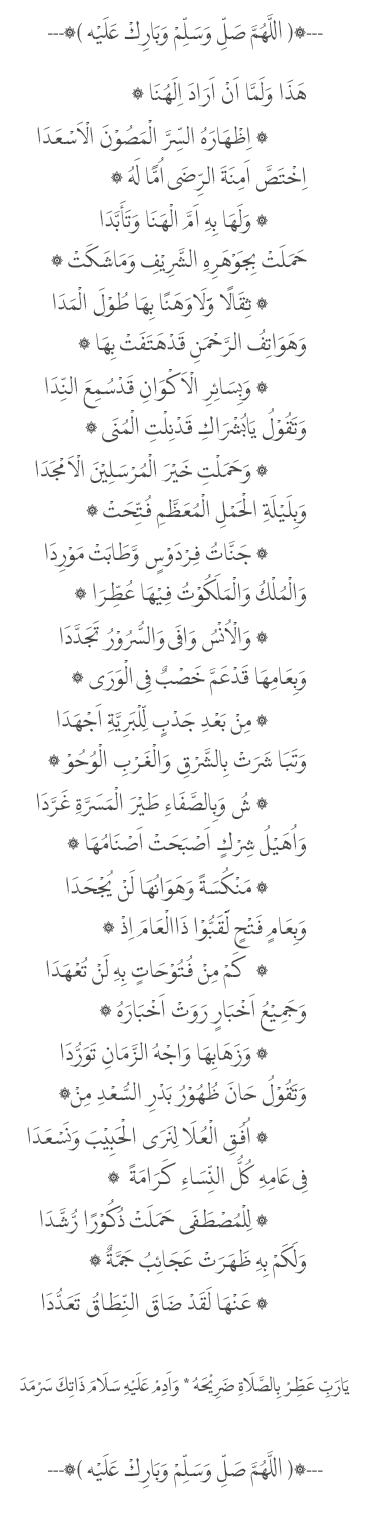 ---۞( اللَّهُمَّ صَلِّ وَسَلِّمْ وَبَارِكْ عَلَيْه )۞---
هَذَا وَلَمَّا اَنْ اَرَادَ اِلَهُنَا ۞
۞ اِظْهَارَهُ السِّرَّ الْمَصُوْنَ الْاَسْعَدَا
اِخْتَصَّ اَمِنَةَ الرِّضَى اُمًّا لَهُ ۞
۞ وَلَهَا بِهِ اَمَّ الْهَنَا وَتَأَبَّدَا
حَمَلَتْ بِجَوْهَرِهِ الشَّرِيْفِ وَمَاشَكَتْ ۞
۞ ثِقَالًا وَّلَاوَهَنًا بِهَا طُوْلَ الْمَدَا
وَهَوَاتِفُ الرَّحْمَنِ قَدْهَتَفَتْ بِهَا ۞
۞ وَبِسَائِرِ الْاَكْوَانِ قَدْسُمِعَ النِّدَا
وَتَقُوْلُ يَابُشْرَاكِ قَدْنِلْتِ الْمُنَى ۞
۞ وَحَمَلْتِ خَيْرَ الْمُرْسَلِيْنَ الْاَمْجَدَا
وَبِلَيْلَةِ الْحَمْلِ الْمُعَظَّمِ فُتِّحَتْ ۞
۞ جَنَّاتُ فِرْدَوْسٍ وَّطَابَتْ مَوْرِدَا
وَالْمُلْكُ وَالْمَلَكُوْتُ فِيْهَا عُطِّرَا ۞
۞ وَالْاُنْسُ وَافَى وَالسُّرُوْرُ تَجَدَّدَا
وَبِعَامِهَا قَدْعَمَّ خَصْبٌ فِى الْوَرَى ۞
۞ مِنْ بَعْدِ جَدْبٍ لِّلْبَرِيَّةِ اَجْهَدَا
وَتَبَا شَرَتْ بِالشَّرْقِ وَالْغَرْبِ الْوُحُوْ ۞
۞ شُ وَبِالصَّفَاءِ طَيْرَ الْمَسَرَّةِ غَرَّدَا
وَاُهَيْلُ شِرْكٍ اَصْبَحَتْ اَصْنَامُهَا ۞
۞ مَنْكُسَةً وَهَوَانُهَا لَنْ يُجْحَدَا
وَبِعَامٍ فَتْحٍ لَّقَبُّوْا ذَاالْعَامَ اِذْ ۞
۞ كَمْ مِنْ فُتُوْحَاتٍ بِهِ لَنْ تُعْهَدَا
وَجَمِيْعُ اَخْبَارٍ رَوَتْ اَخْبَارَهُ ۞
۞ وَزَهَابِهَا وَاجْهُ الزَّمَانِ تَوَرُّدَا
وَتَقُوْلُ حَانَ ظُهُوْرُ بَدْرِ السُّعْدِ مِنْ۞
۞ اُفُقِ الْعُلَا لِنَرَى الْحَبِيْبَ وَنَسْعَدَا
فِى عَامِهِ كُلُّ النِّسَاءِ كَرَامَةً ۞
۞ لِلْمُصْطَفَى حَمَلَتْ ذُكُوْرًا رُشَّدَا
وَلَكَمْ بِهِ ظَهَرَتْ عَجَائِبُ جَمَّةٌ ۞
۞ عَنْهَا لَقَدْ ضَاقَ النِّطَاقُ تَعَدُّدَا
يَارَبِّ عَطِّرْ بِالصَّلَاةِ ضَرِيْحَهُ * وَاَدِمْ عَلَيْهِ سَلَامَ ذَاتِكَ سَرْمَدَ
---۞( اللَّهُمَّ صَلِّ وَسَلِّمْ وَبَارِكْ عَلَيْه )۞---